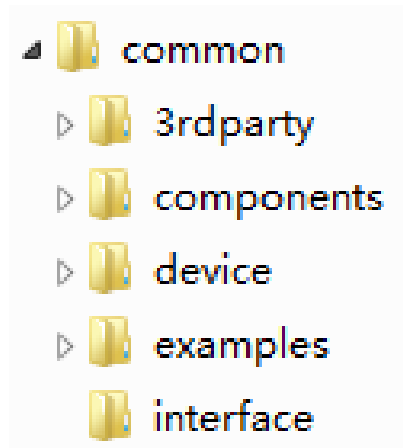 common
3rdparty
components
device
examples
interface